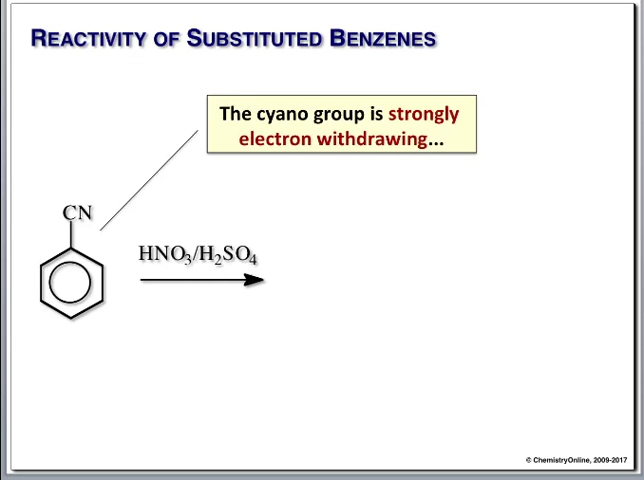 REACTIVITY OF SUBSTITUTED BENZENES
The cyano group is strongly
electron withdrawing...
CN
HNO₃/H₂SO₄
© ChemistryOnline, 2009-2017